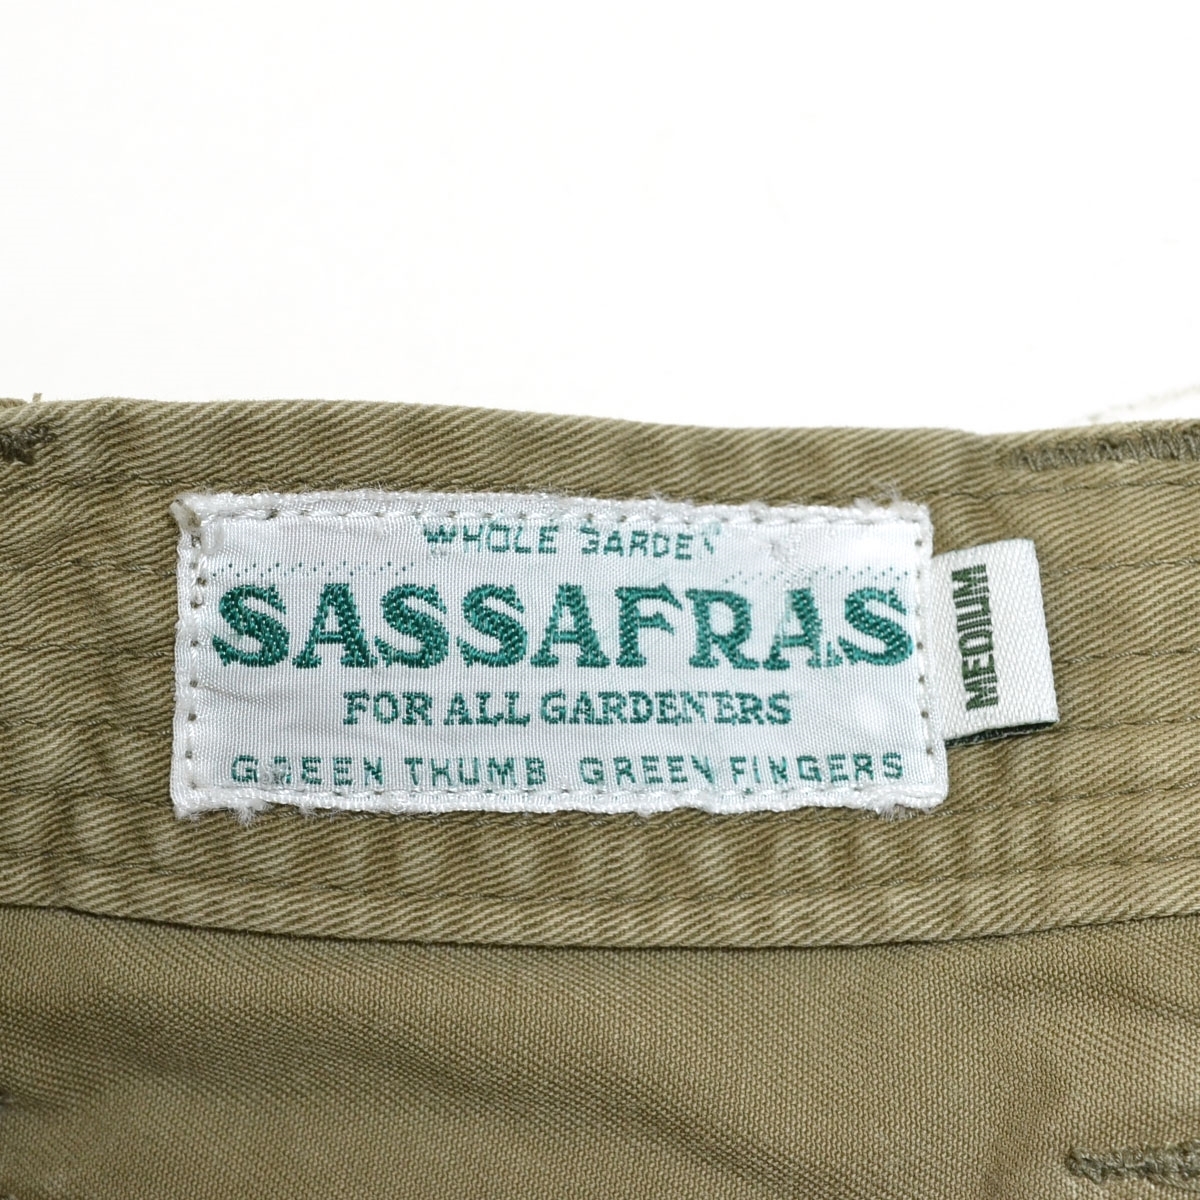 WHOLE GARDEN
SASSAFRAS
FOR ALL GARDENERS
GREEN THUMB GREEN FINGERS
MEDIUM